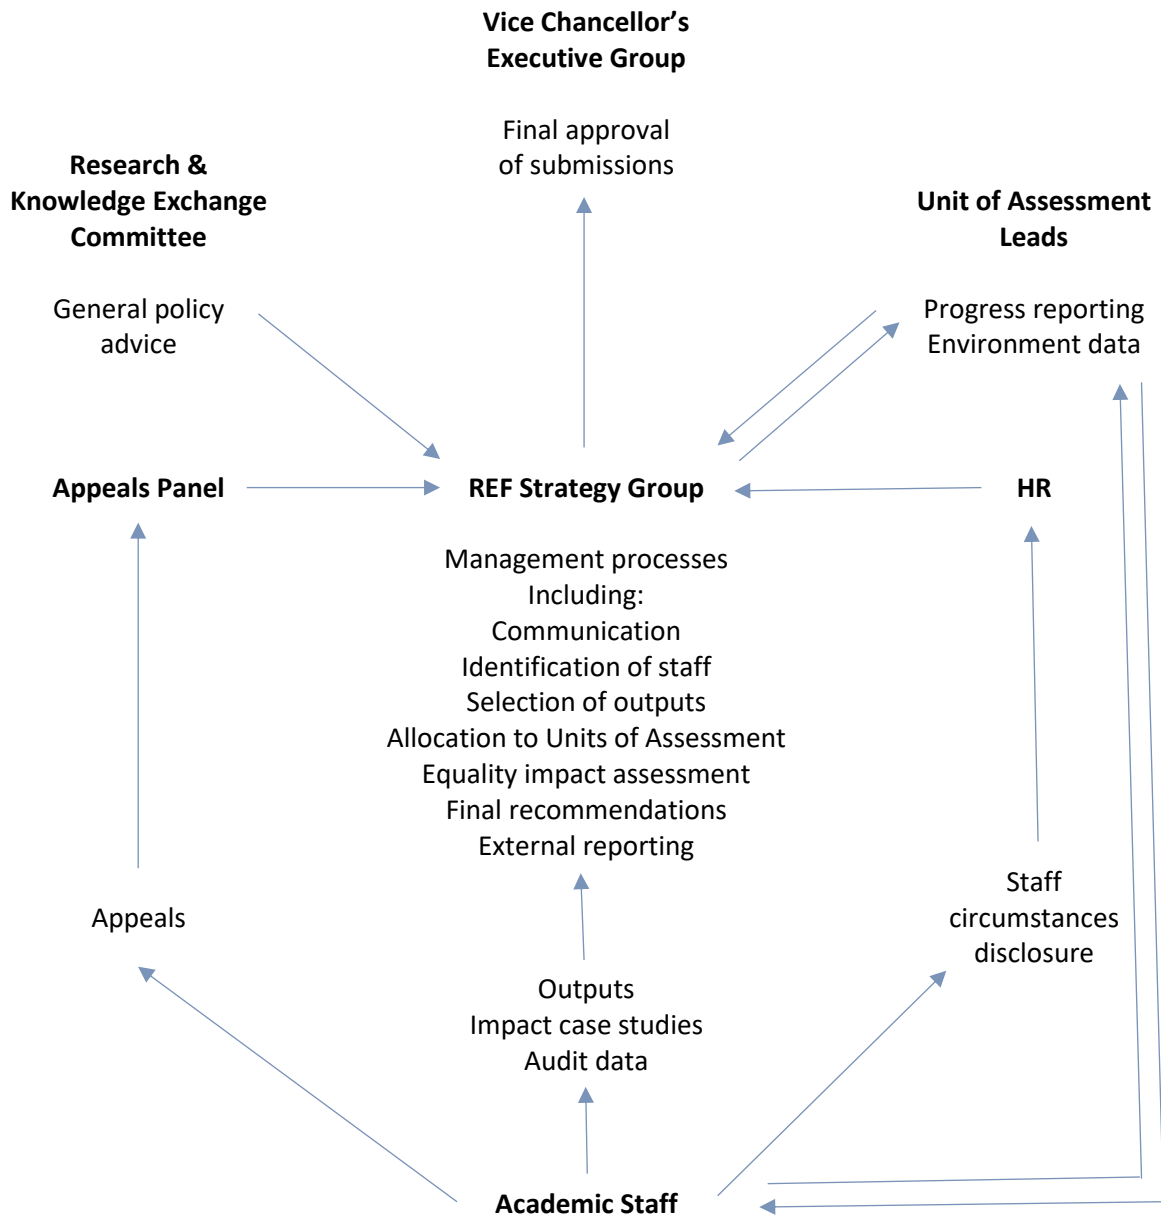 Vice Chancellor’s
Executive Group
Final approval
of submissions
Research &
Knowledge Exchange
Committee
General policy
advice
Unit of Assessment
Leads
Progress reporting
Environment data
Appeals Panel
REF Strategy Group
HR
Management processes
Including:
Communication
Identification of staff
Selection of outputs
Allocation to Units of Assessment
Equality impact assessment
Final recommendations
External reporting
Appeals
Staff
circumstances
disclosure
Outputs
Impact case studies
Audit data
Academic Staff